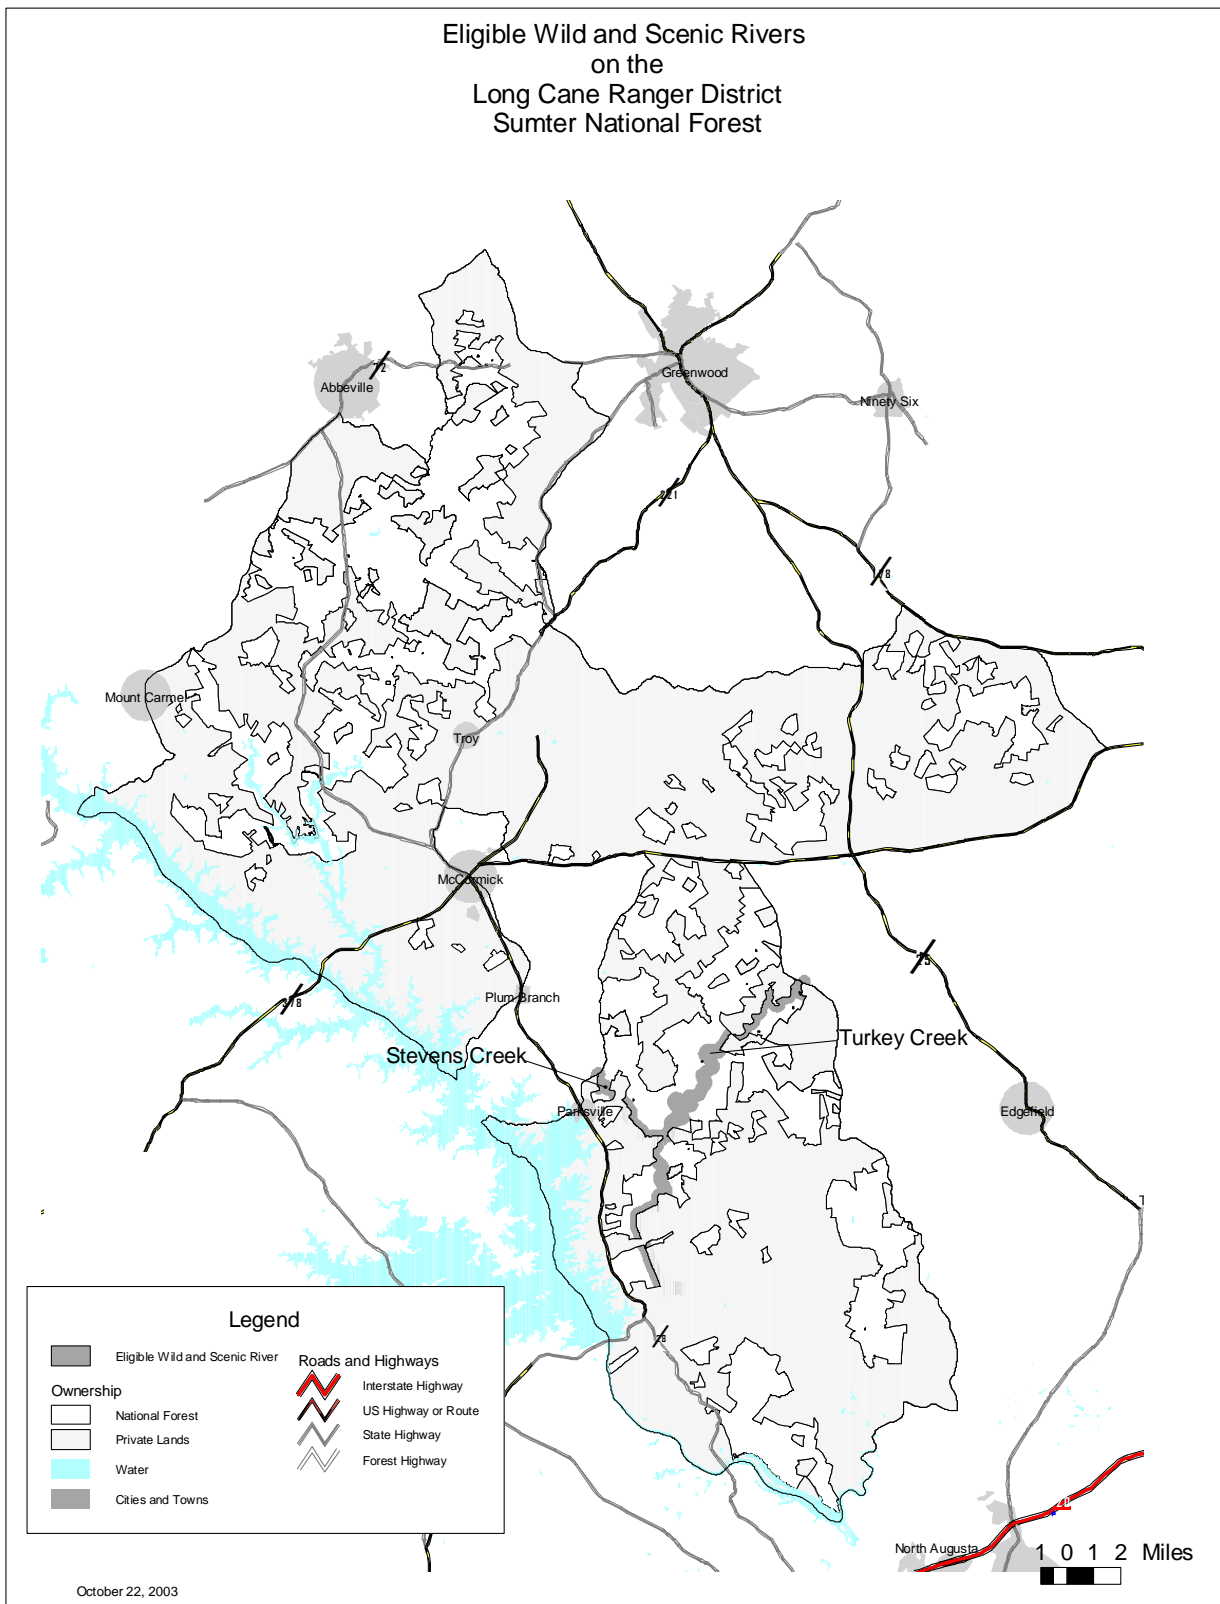 Eligible Wild and Scenic Rivers
on the
Long Cane Ranger District
Sumter National Forest
72
Abbeville
Greenwood
Ninety Six
221
178
Mount Carmel
Troy
McCormick
25
378
Plum Branch
Turkey Creek
Stevens Creek
Parksville
Edgefield
T
28
Legend
Eligible Wild and Scenic River
Ownership
National Forest
Private Lands
Water
Cities and Towns
Roads and Highways
Interstate Highway
US Highway or Route
State Highway
Forest Highway
20
North Augusta
1 0 1 2 Miles
October 22, 2003